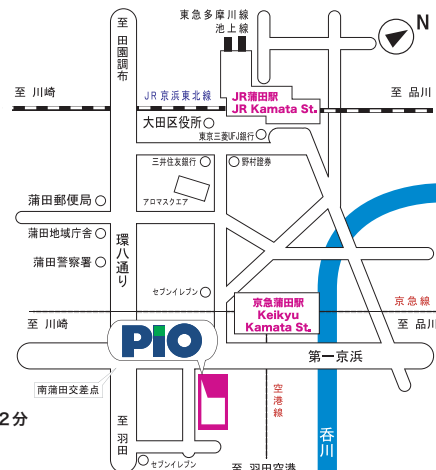 東急多摩川線
池上線
N
至 田園調布
至 川崎
至 品川
JR京浜東北線
JR蒲田駅
JR Kamata St.
大田区役所
東京三菱UFJ銀行
三井住友銀行
野村證券
アロマスクエア
蒲田郵便局
蒲田地域庁舎
蒲田警察署
環八通り
セブンイレブン
京急蒲田駅
Keikyu
Kamata St.
京急線
至 川崎
至 品川
PiO
第一京浜
南蒲田交差点
空港線
2分
至 羽田
呑川
セブンイレブン
至 羽田空港